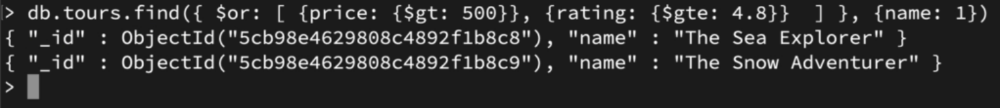 > db.tours.find({ $or: [ {price: {$gt: 500}}, {rating: {$gte: 4.8}}  ] }, {name: 1})
{ "_id" : ObjectId("5cb98e4629808c4892f1b8c8"), "name" : "The Sea Explorer" }
{ "_id" : ObjectId("5cb98e4629808c4892f1b8c9"), "name" : "The Snow Adventurer" }
>